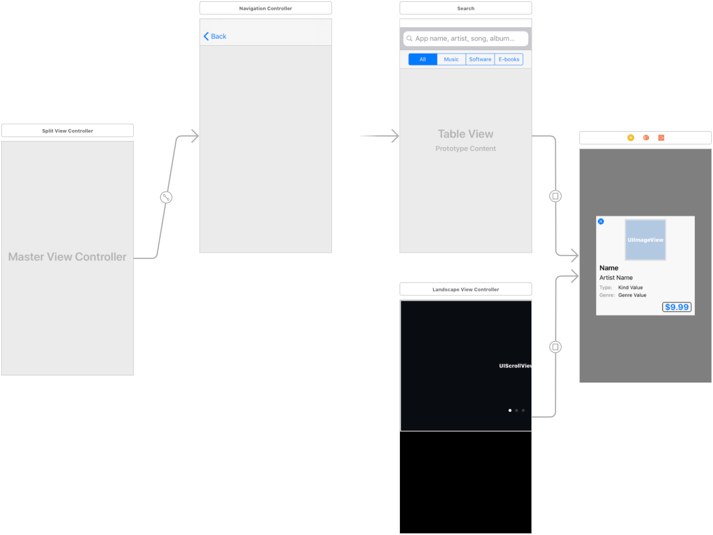 Navigation Controller
Back
Search
App name, artist, song, album...
All Music Software E-books
Table View
Prototype Content
Split View Controller
Master View Controller
UIImageView
Name
Artist Name
Type: Kind Value
Genre: Genre Value
$9.99
Landscape View Controller
UIScrollView